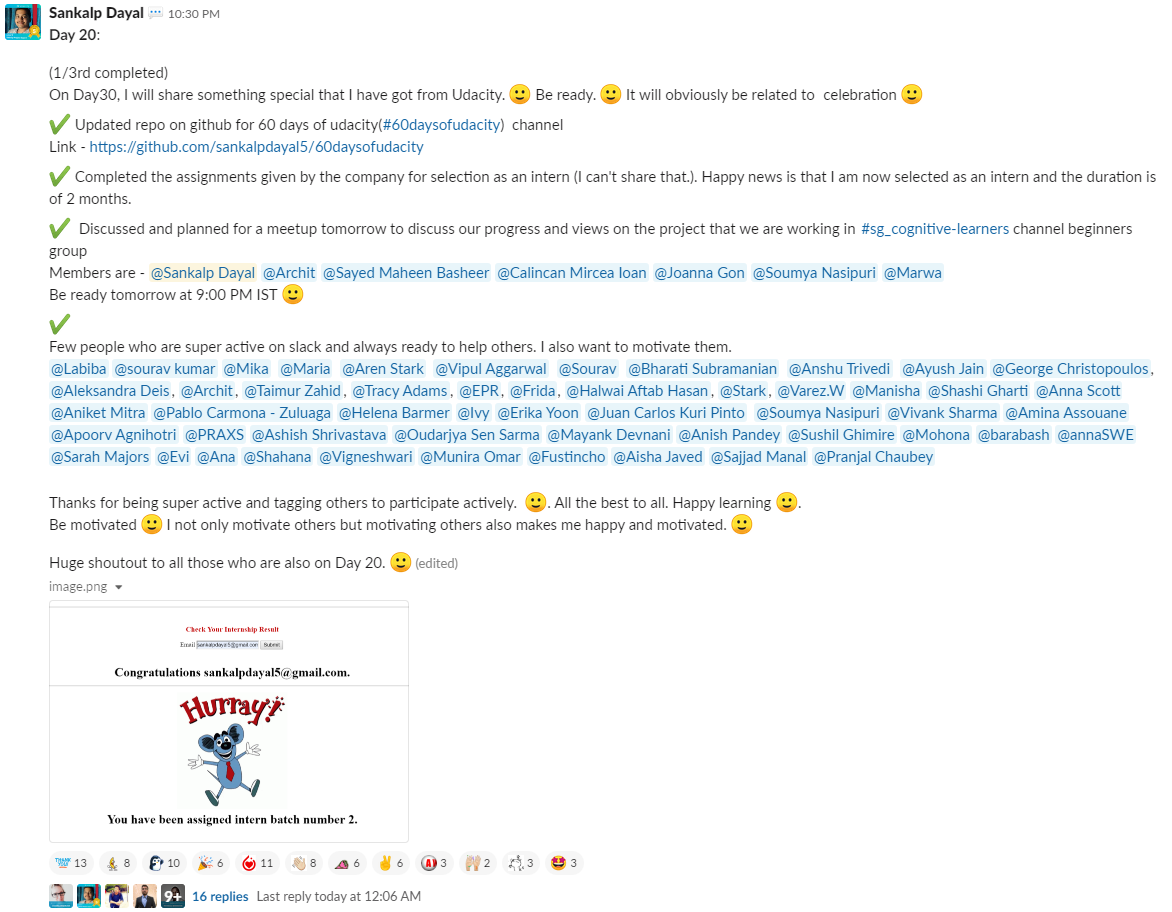 Sankalp Dayal 10:30 PM
Day 20:
(1/3rd completed)
On Day30, I will share something special that I have got from Udacity. 🙂 Be ready. 🙂 It will obviously be related to celebration 🙂
✔ Updated repo on github for 60 days of udacity(#60daysofudacity) channel
Link - https://github.com/sankalpdayal5/60daysofudacity
✔ Completed the assignments given by the company for selection as an intern (I can't share that.). Happy news is that I am now selected as an intern and the duration is
of 2 months.
✔ Discussed and planned for a meetup tomorrow to discuss our progress and views on the project that we are working in #sg_cognitive-learners channel beginners
group
Members are - @Sankalp Dayal @Archit @Sayed Maheen Basheer @Calincan Mircea Ioan @Joanna Gon @Soumya Nasipuri @Marwa
Be ready tomorrow at 9:00 PM IST 🙂
✔
Few people who are super active on slack and always ready to help others. I also want to motivate them.
@Labiba @sourav kumar @Mika @Maria @Aren Stark @Vipul Aggarwal @Sourav @Bharati Subramanian @Anshu Trivedi @Ayush Jain @George Christopoulos,
@Aleksandra Deis, @Archit, @Taimur Zahid, @Tracy Adams, @EPR, @Frida, @Halwai Aftab Hasan, @Stark, @Varez.W @Manisha @Shashi Gharti @Anna Scott
@Aniket Mitra @Pablo Carmona - Zuluaga @Helena Barmer @Ivy @Erika Yoon @Juan Carlos Kuri Pinto @Soumya Nasipuri @Vivank Sharma @Amina Assouane
@Apoorv Agnihotri @PRAXS @Ashish Shrivastava @Oudarjya Sen Sarma @Mayank Devnani @Anish Pandey @Sushil Ghimire @Mohona @barabash @annaSWE
@Sarah Majors @Evi @Ana @Shahana @Vigneshwari @Munira Omar @Fustincho @Aisha Javed @Sajjad Manal @Pranjal Chaubey
Thanks for being super active and tagging others to participate actively. 🙂. All the best to all. Happy learning 🙂.
Be motivated 🙂 I not only motivate others but motivating others also makes me happy and motivated. 🙂
Huge shoutout to all those who are also on Day 20. 🙂 (edited)
image.png
Check Your Internship Result
Email sankalpdayal5@gmail.com Submit
Congratulations sankalpdayal5@gmail.com.
Hurray!
You have been assigned intern batch number 2.
THANK YOU 13 8 10 6 11 8 6 6 3 2 3 3
9+ 16 replies Last reply today at 12:06 AM